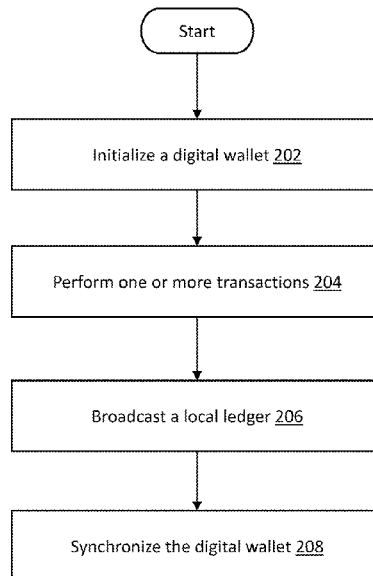 Start
Initialize a digital wallet 202
Perform one or more transactions 204
Broadcast a local ledger 206
Synchronize the digital wallet 208